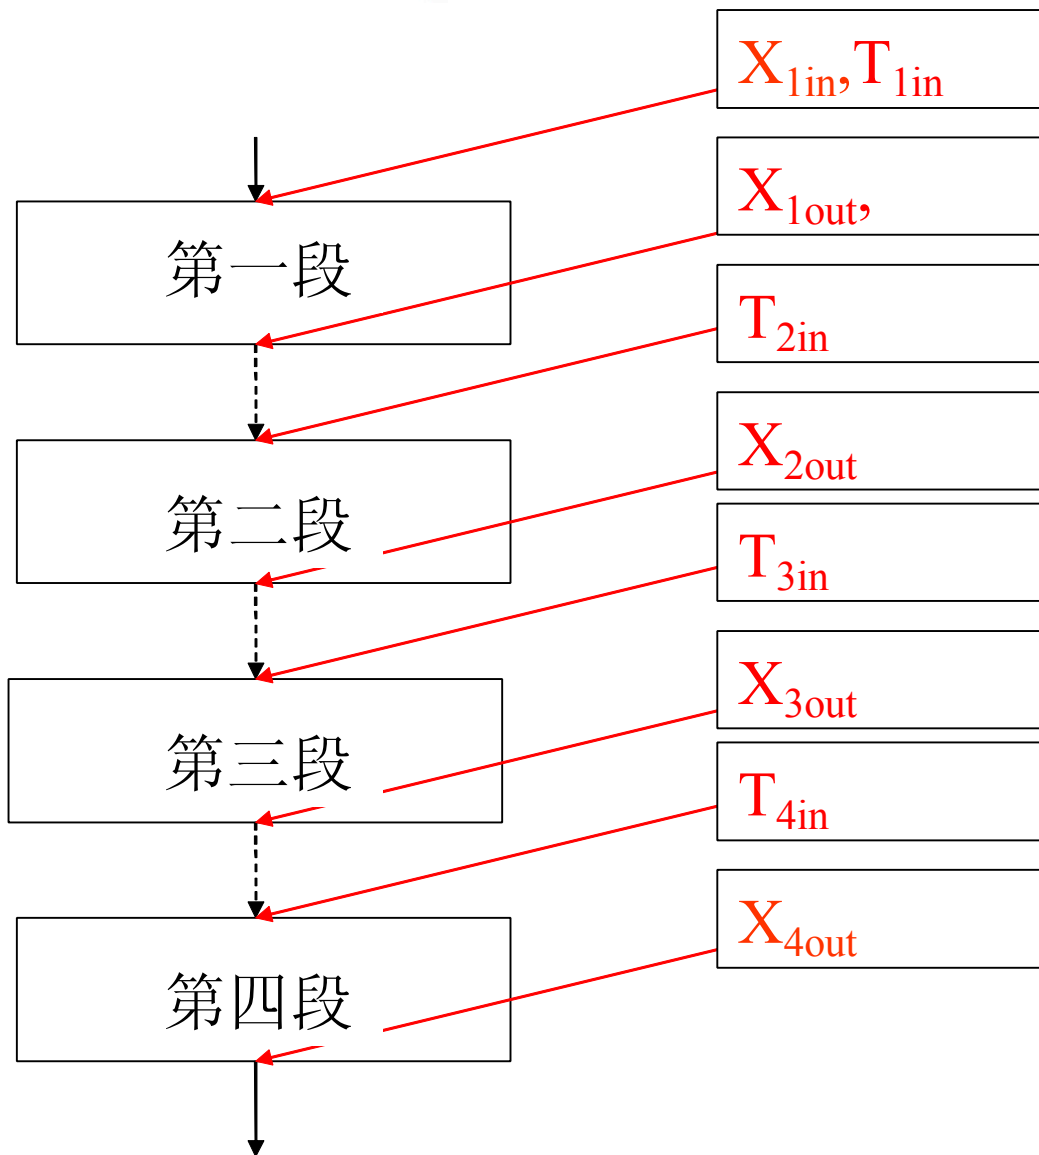 X1in,T1in
X1out,
第一段
T2in
X2out
第二段
T3in
X3out
第三段
T4in
X4out
第四段